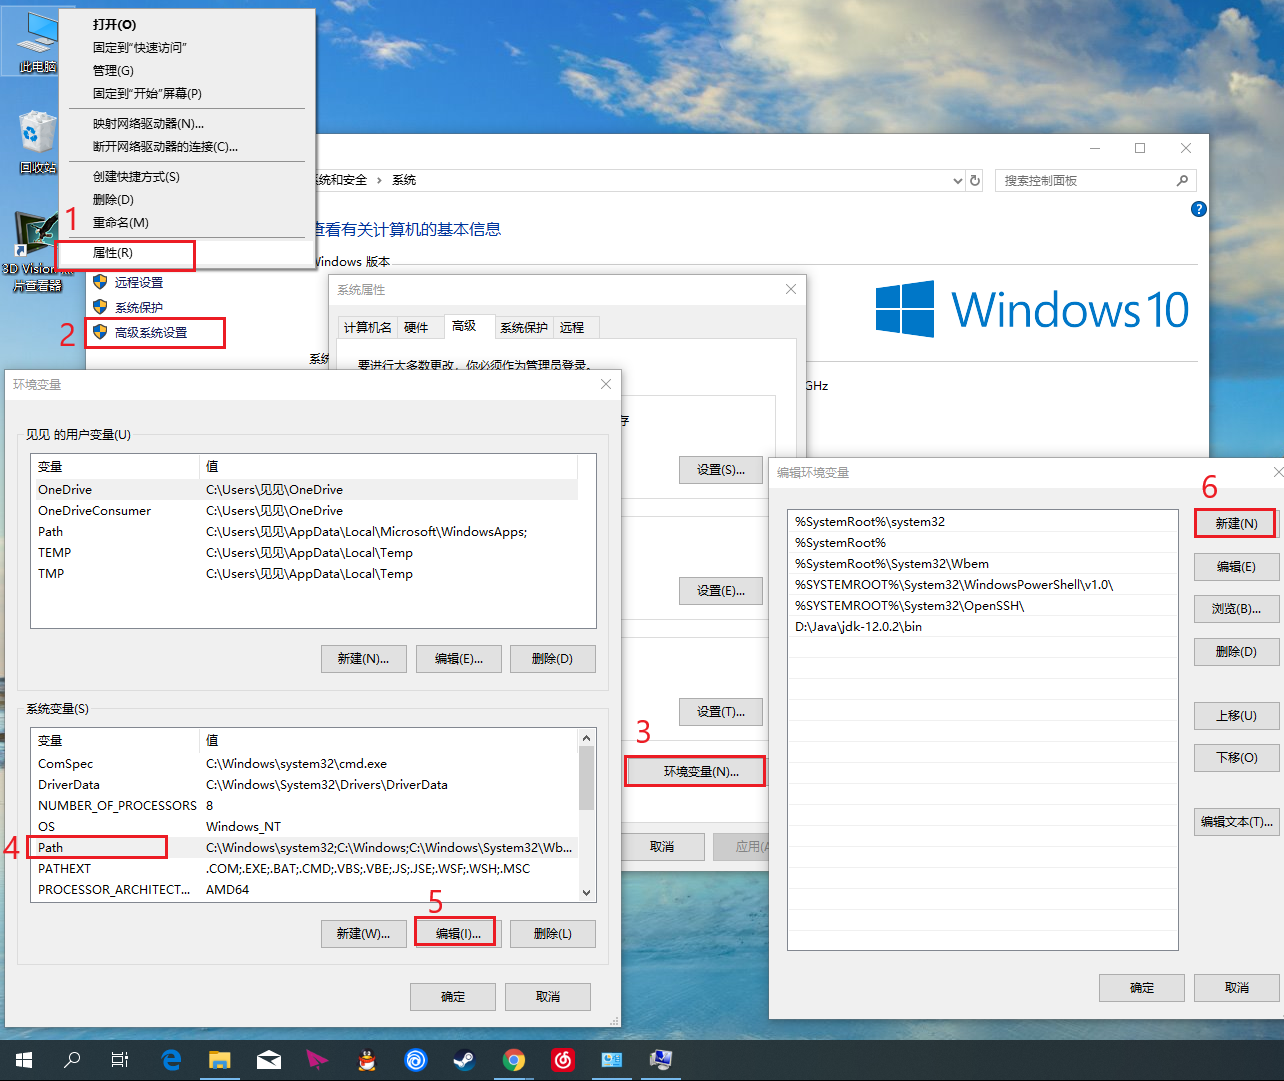 此电脑
回收站
3D Vision 照
片查看器
打开(O)
固定到"快速访问"
管理(G)
固定到"开始"屏幕(P)
映射网络驱动器(N)...
断开网络驱动器的连接(C)...
创建快捷方式(S)
删除(D)
重命名(M)
1
属性(R)
系统和安全 › 系统
搜索控制面板
查看有关计算机的基本信息
Windows 版本
Windows 10
远程设置
系统保护
2
高级系统设置
系统
GHz
系统属性
计算机名
硬件
高级
系统保护
远程
要进行大多数更改，你必须作为管理员登录。
存
设置(S)...
设置(E)...
设置(T)...
3
环境变量(N)...
取消
应用(A
环境变量
见见 的用户变量(U)
变量 值
OneDrive C:\Users\见见\OneDrive
OneDriveConsumer C:\Users\见见\OneDrive
Path C:\Users\见见\AppData\Local\Microsoft\WindowsApps;
TEMP C:\Users\见见\AppData\Local\Temp
TMP C:\Users\见见\AppData\Local\Temp
新建(N)... 编辑(E)... 删除(D)
系统变量(S)
变量 值
ComSpec C:\Windows\system32\cmd.exe
DriverData C:\Windows\System32\Drivers\DriverData
NUMBER_OF_PROCESSORS 8
OS Windows_NT
4
Path C:\Windows\system32;C:\Windows;C:\Windows\System32\Wb...
PATHEXT .COM;.EXE;.BAT;.CMD;.VBS;.VBE;.JS;.JSE;.WSF;.WSH;.MSC
PROCESSOR_ARCHITECT... AMD64
5
新建(W)... 编辑(I)... 删除(L)
确定 取消
编辑环境变量
6
%SystemRoot%\system32
%SystemRoot%
%SystemRoot%\System32\Wbem
%SYSTEMROOT%\System32\WindowsPowerShell\v1.0\
%SYSTEMROOT%\System32\OpenSSH\
D:\Java\jdk-12.0.2\bin
新建(N)
编辑(E)
浏览(B)...
删除(D)
上移(U)
下移(O)
编辑文本(T)...
确定 取消